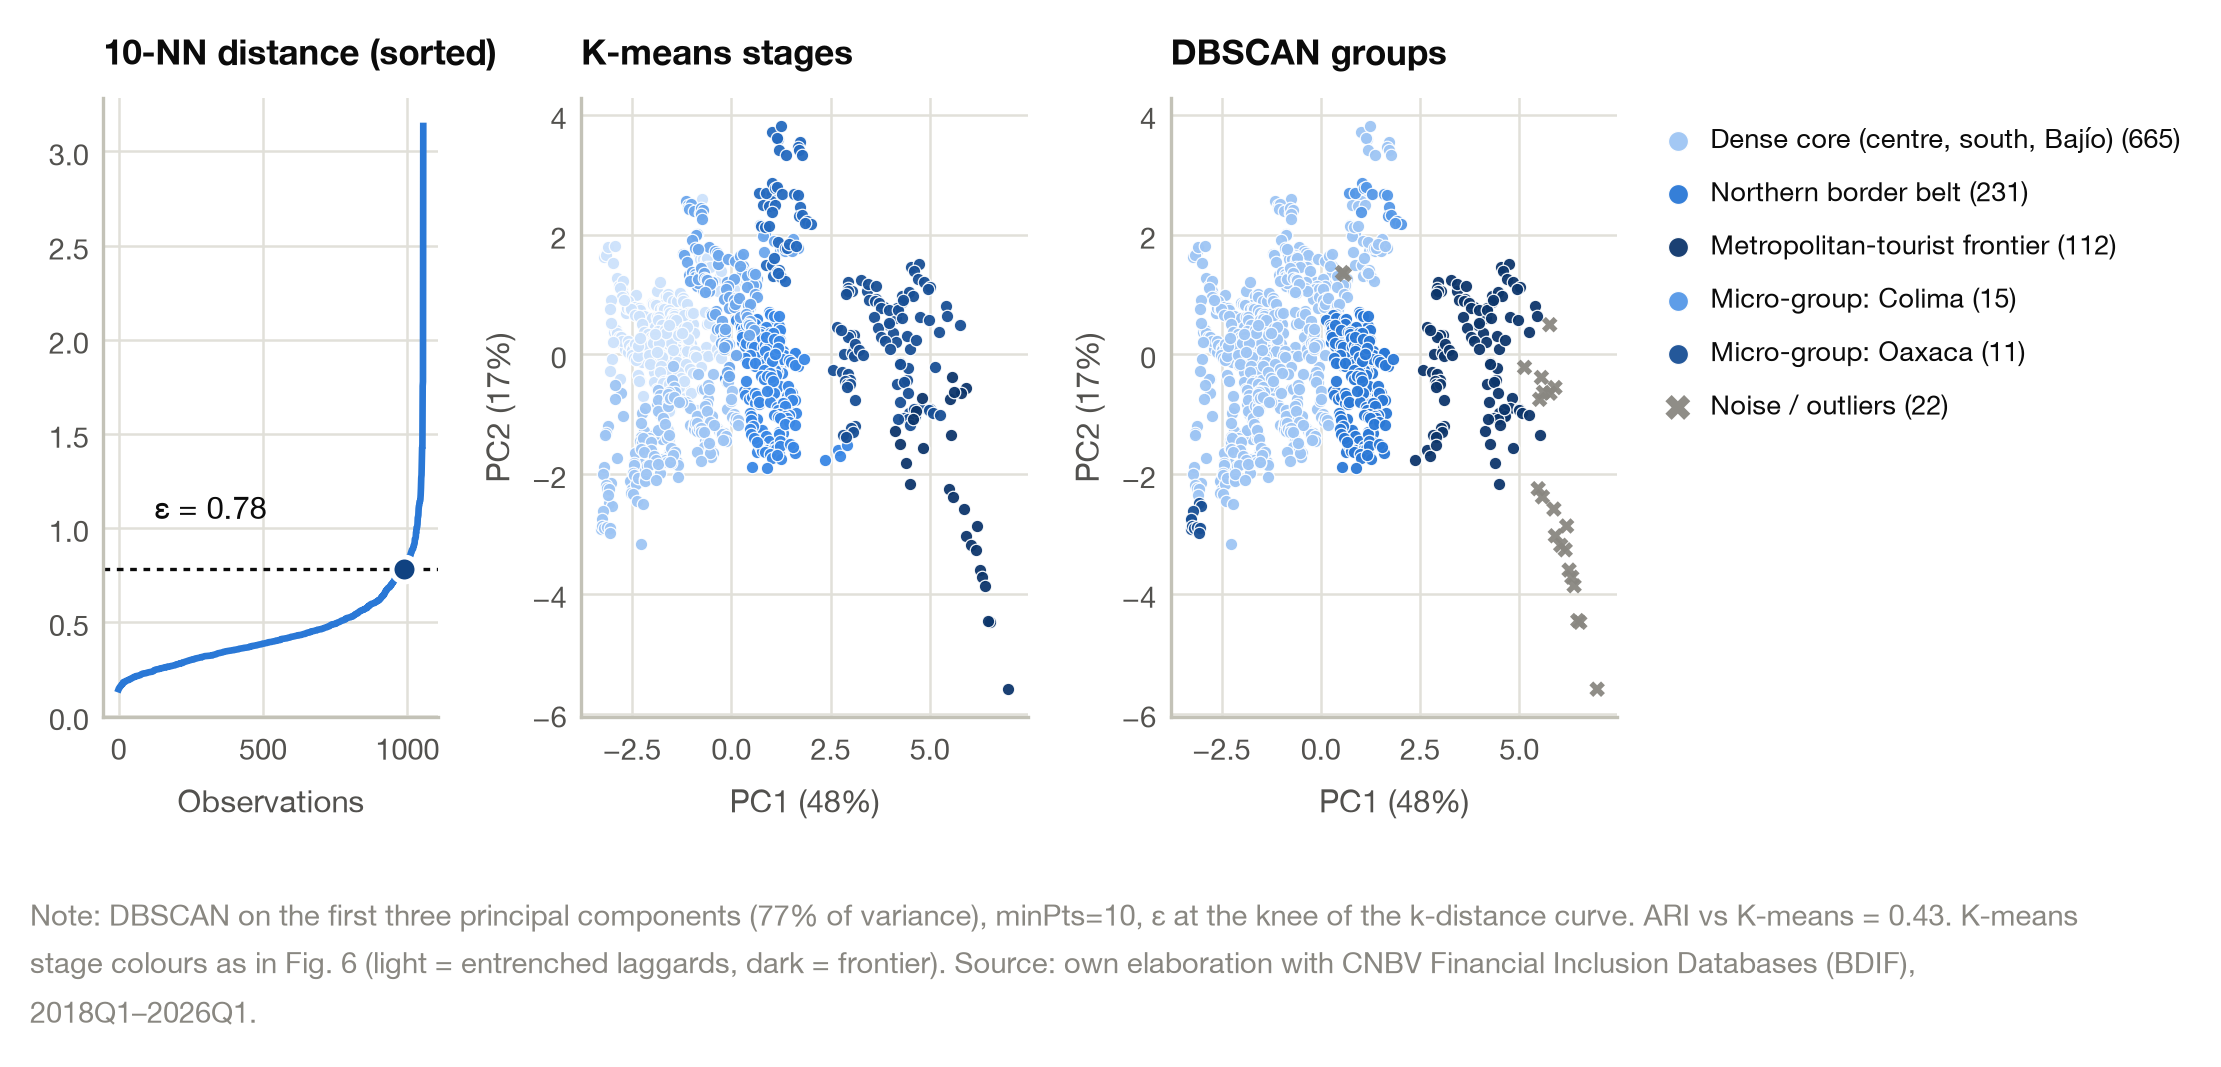 10-NN distance (sorted)
3.0
2.5
2.0
1.5
1.0
0.5
0.0
ε = 0.78
0
500
1000
Observations
K-means stages
4
2
0
−2
−4
−6
PC2 (17%)
−2.5
0.0
2.5
5.0
PC1 (48%)
DBSCAN groups
4
2
0
−2
−4
−6
PC2 (17%)
−2.5
0.0
2.5
5.0
PC1 (48%)
Dense core (centre, south, Bajío) (665)
Northern border belt (231)
Metropolitan-tourist frontier (112)
Micro-group: Colima (15)
Micro-group: Oaxaca (11)
Noise / outliers (22)
Note: DBSCAN on the first three principal components (77% of variance), minPts=10, ε at the knee of the k-distance curve. ARI vs K-means = 0.43. K-means
stage colours as in Fig. 6 (light = entrenched laggards, dark = frontier). Source: own elaboration with CNBV Financial Inclusion Databases (BDIF),
2018Q1–2026Q1.